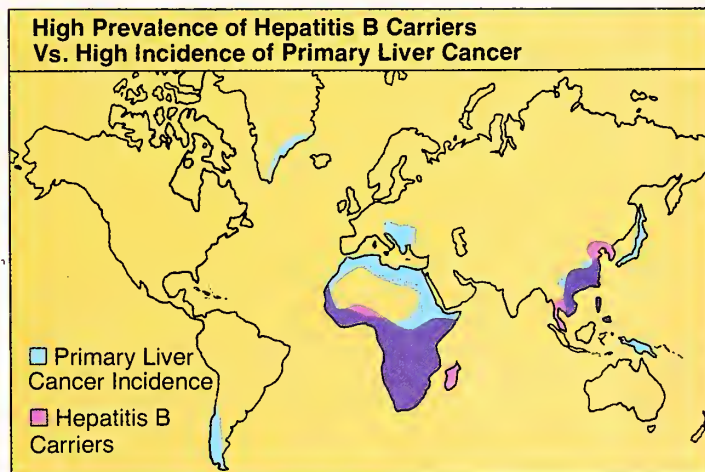 High Prevalence of Hepatitis B Carriers
Vs. High Incidence of Primary Liver Cancer
Primary Liver
Cancer Incidence
Hepatitis B
Carriers